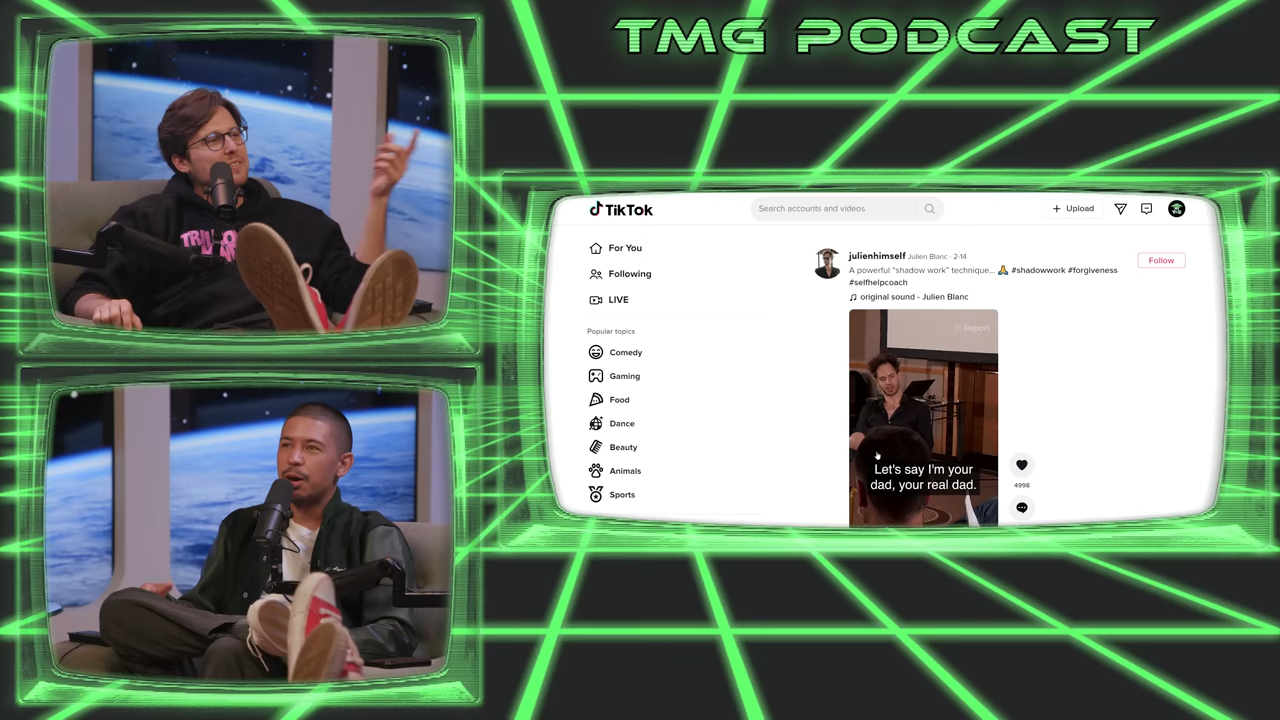 TMG PODCAST
TikTok
Search accounts and videos
Upload
For You
Following
LIVE
Popular topics
Comedy
Gaming
Food
Dance
Beauty
Animals
Sports
julienhimself Julien Blanc · 2-14
Follow
A powerful “shadow work” technique... 🙏 #shadowwork #forgiveness
#selfhelpcoach
original sound - Julien Blanc
Report
Let's say I'm your
dad, your real dad.
4998